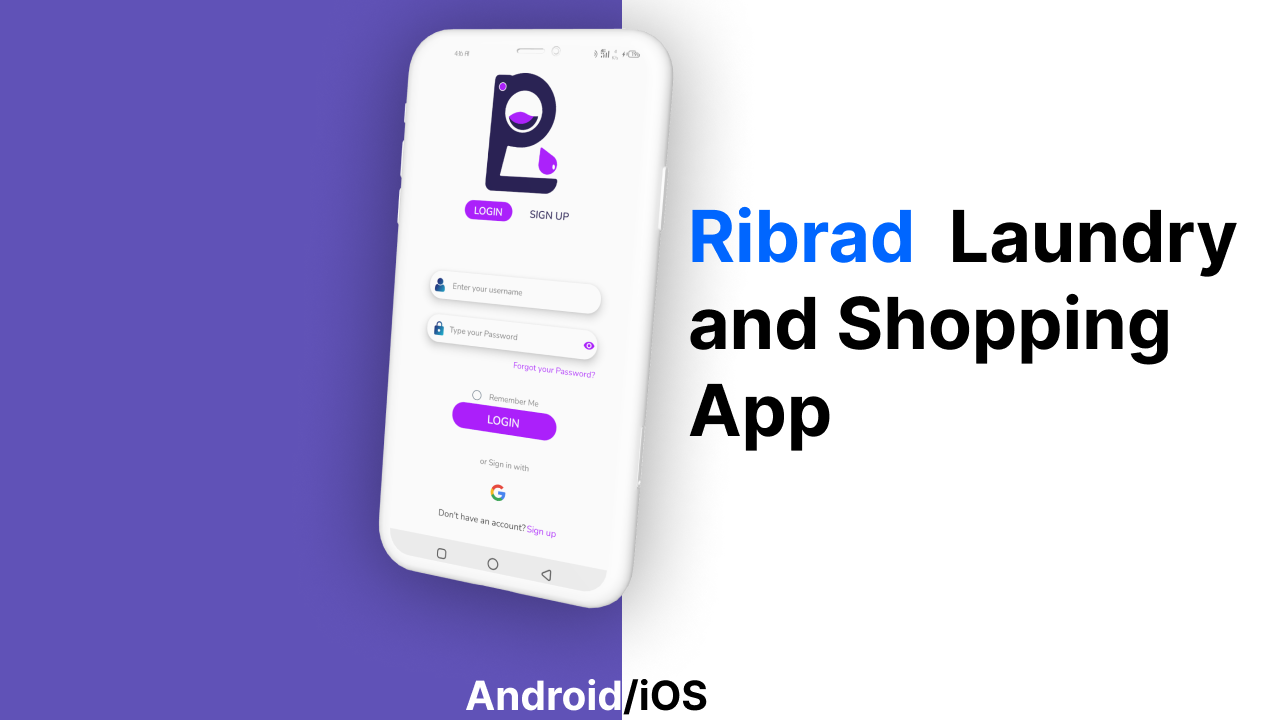 LOGIN SIGN UP
Enter your username
Type your Password
Forgot your Password?
Remember Me
LOGIN
or Sign in with
Don't have an account? Sign up
Ribrad Laundry
and Shopping
App
Android/iOS